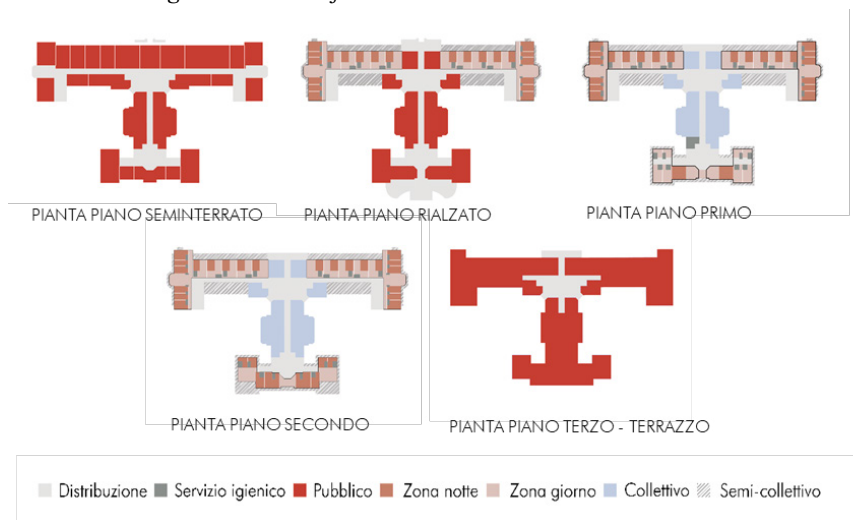 PIANTA PIANO SEMINTERRATO
PIANTA PIANO RIALZATO
PIANTA PIANO PRIMO
PIANTA PIANO SECONDO
PIANTA PIANO TERZO - TERRAZZO
Distribuzione Servizio igienico Pubblico Zona notte Zona giorno Collettivo Semi-collettivo